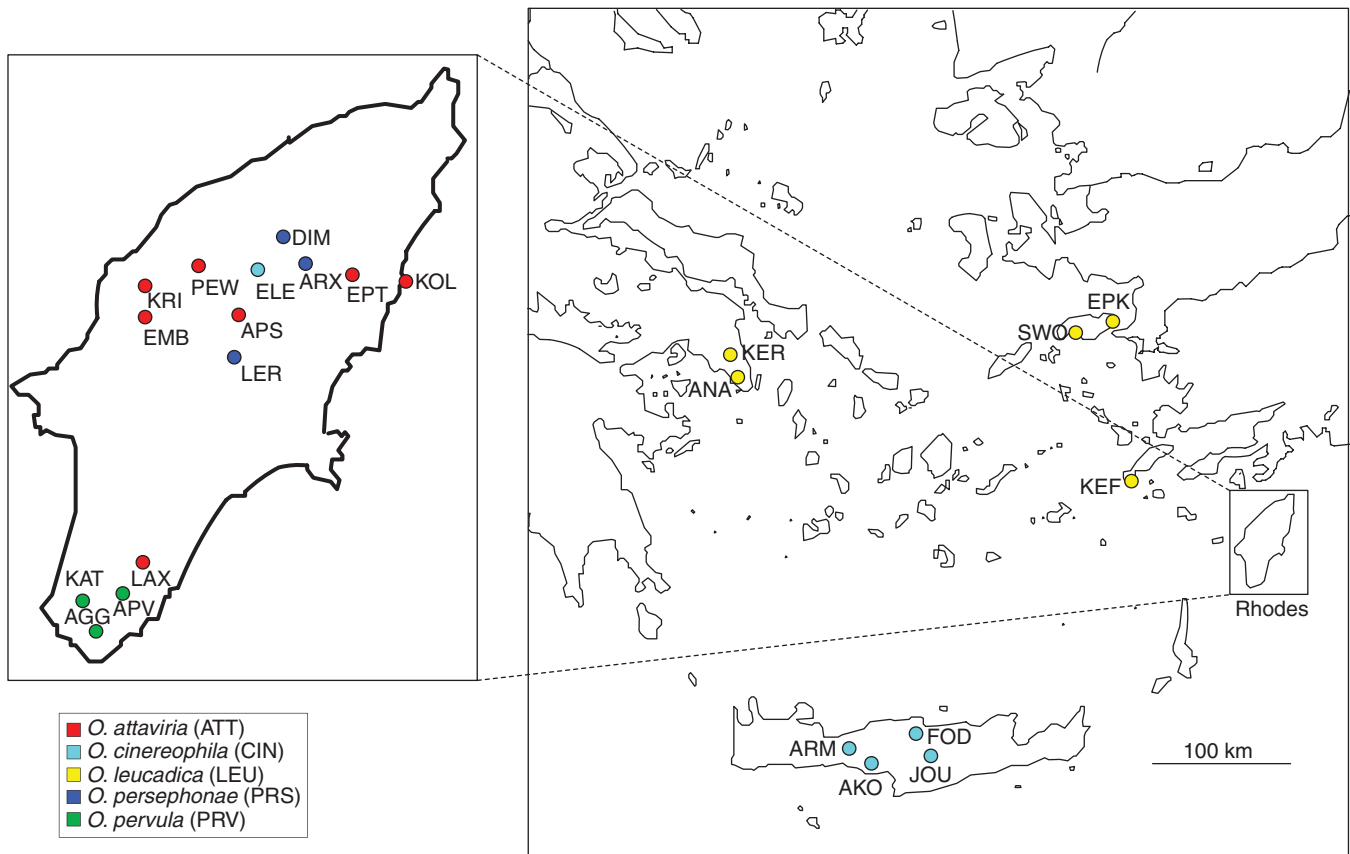 DIM
PEW
ELE
ARX
EPT
KOL
KRI
EMB
APS
LER
LAX
KAT
APV
AGG
O. attaviria (ATT)
O. cinereophila (CIN)
O. leucadica (LEU)
O. persephonae (PRS)
O. pervula (PRV)
EPK
SWO
KER
ANA
KEF
Rhodes
ARM
FOD
AKO
JOU
100 km